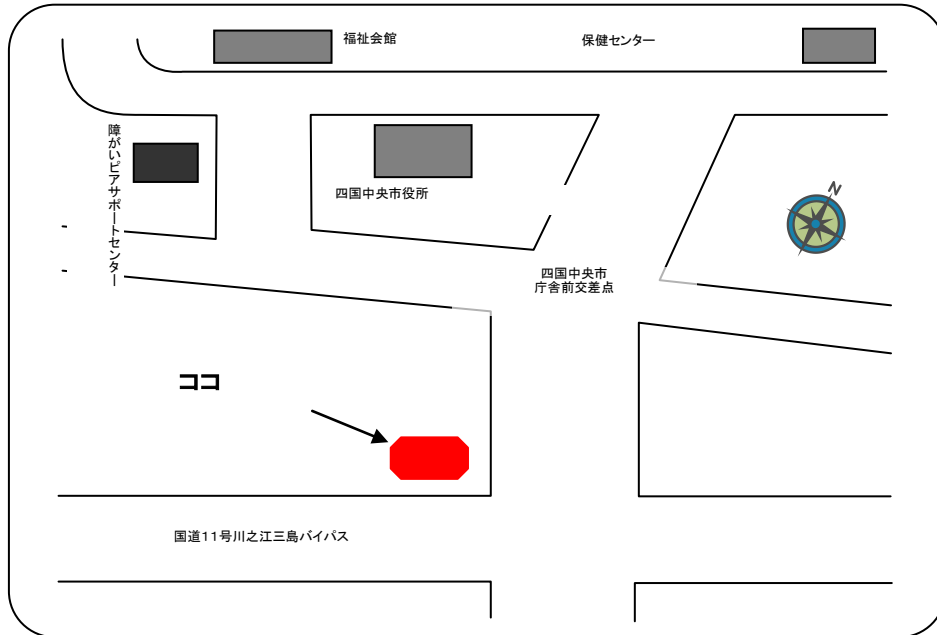 福祉会館
保健センター
障がいピアサポートセンター
四国中央市役所
N
四国中央市
庁舎前交差点
ココ
国道11号川之江三島バイパス